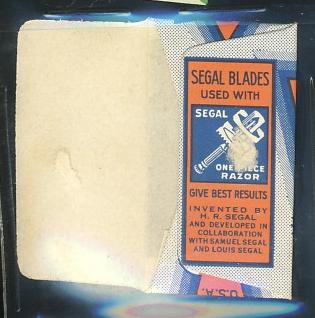 SEGAL BLADES
USED WITH
SEGAL
ONE PIECE
RAZOR
GIVE BEST RESULTS
INVENTED BY
H. R. SEGAL
AND DEVELOPED IN
COLLABORATION
WITH SAMUEL SEGAL
AND LOUIS SEGAL
U.S.A.